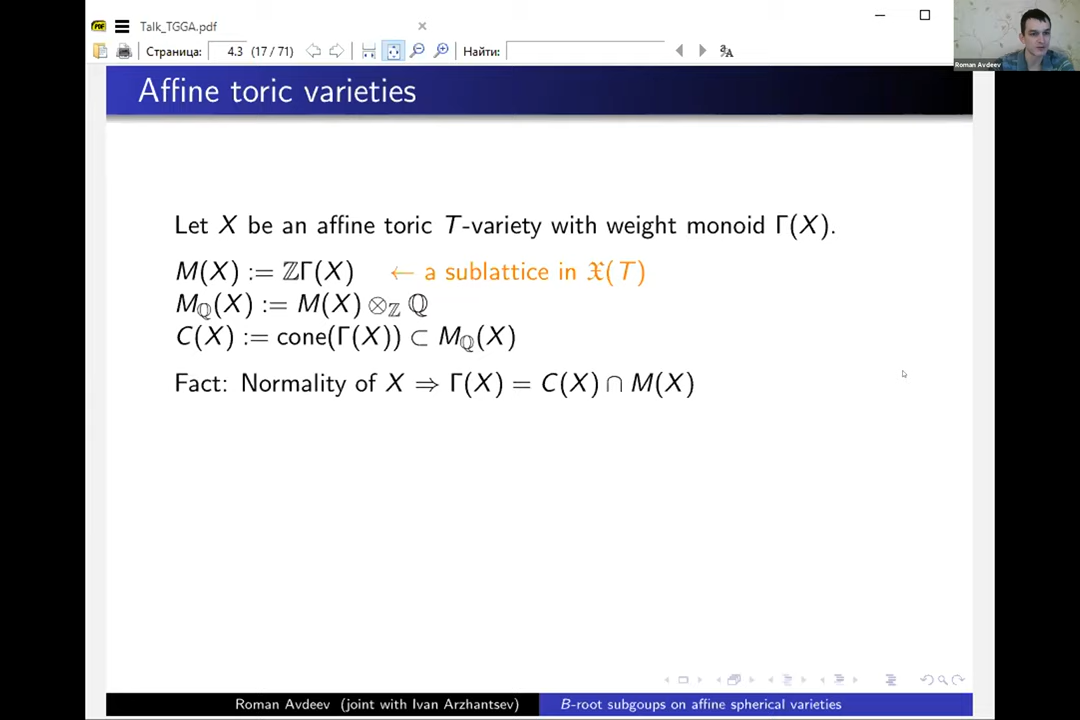 Talk_TGGA.pdf
Страница: 4.3 (17 / 71) Найти:
Roman Avdeev
Affine toric varieties
Let X be an affine toric T-variety with weight monoid Γ(X).
M(X) := ℤΓ(X) ← a sublattice in 𝔛(T)
M_ℚ(X) := M(X) ⊗_ℤ ℚ
C(X) := cone(Γ(X)) ⊂ M_ℚ(X)
Fact: Normality of X ⇒ Γ(X) = C(X) ∩ M(X)
Roman Avdeev (joint with Ivan Arzhantsev) B-root subgoups on affine spherical varieties